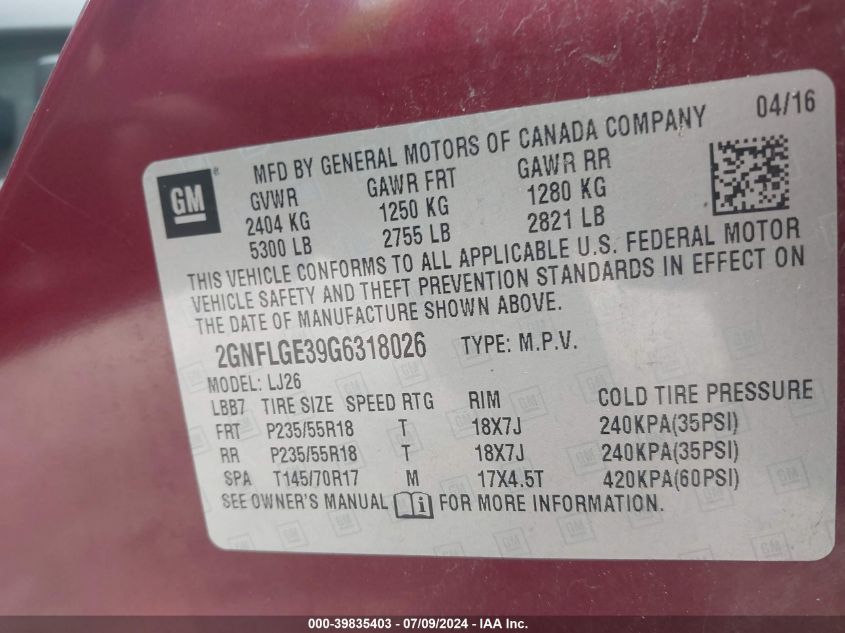 04/16
MFD BY GENERAL MOTORS OF CANADA COMPANY
GM
GVWR GAWR FRT GAWR RR
2404 KG 1250 KG 1280 KG
5300 LB 2755 LB 2821 LB
THIS VEHICLE CONFORMS TO ALL APPLICABLE U.S. FEDERAL MOTOR
VEHICLE SAFETY AND THEFT PREVENTION STANDARDS IN EFFECT ON
THE DATE OF MANUFACTURE SHOWN ABOVE.
2GNFLGE39G6318026 TYPE: M.P.V.
MODEL: LJ26
LBB7 TIRE SIZE SPEED RTG RIM COLD TIRE PRESSURE
FRT P235/55R18 T 18X7J 240KPA(35PSI)
RR P235/55R18 T 18X7J 240KPA(35PSI)
SPA T145/70R17 M 17X4.5T 420KPA(60PSI)
SEE OWNER'S MANUAL i FOR MORE INFORMATION.
000-39835403 - 07/09/2024 - IAA Inc.